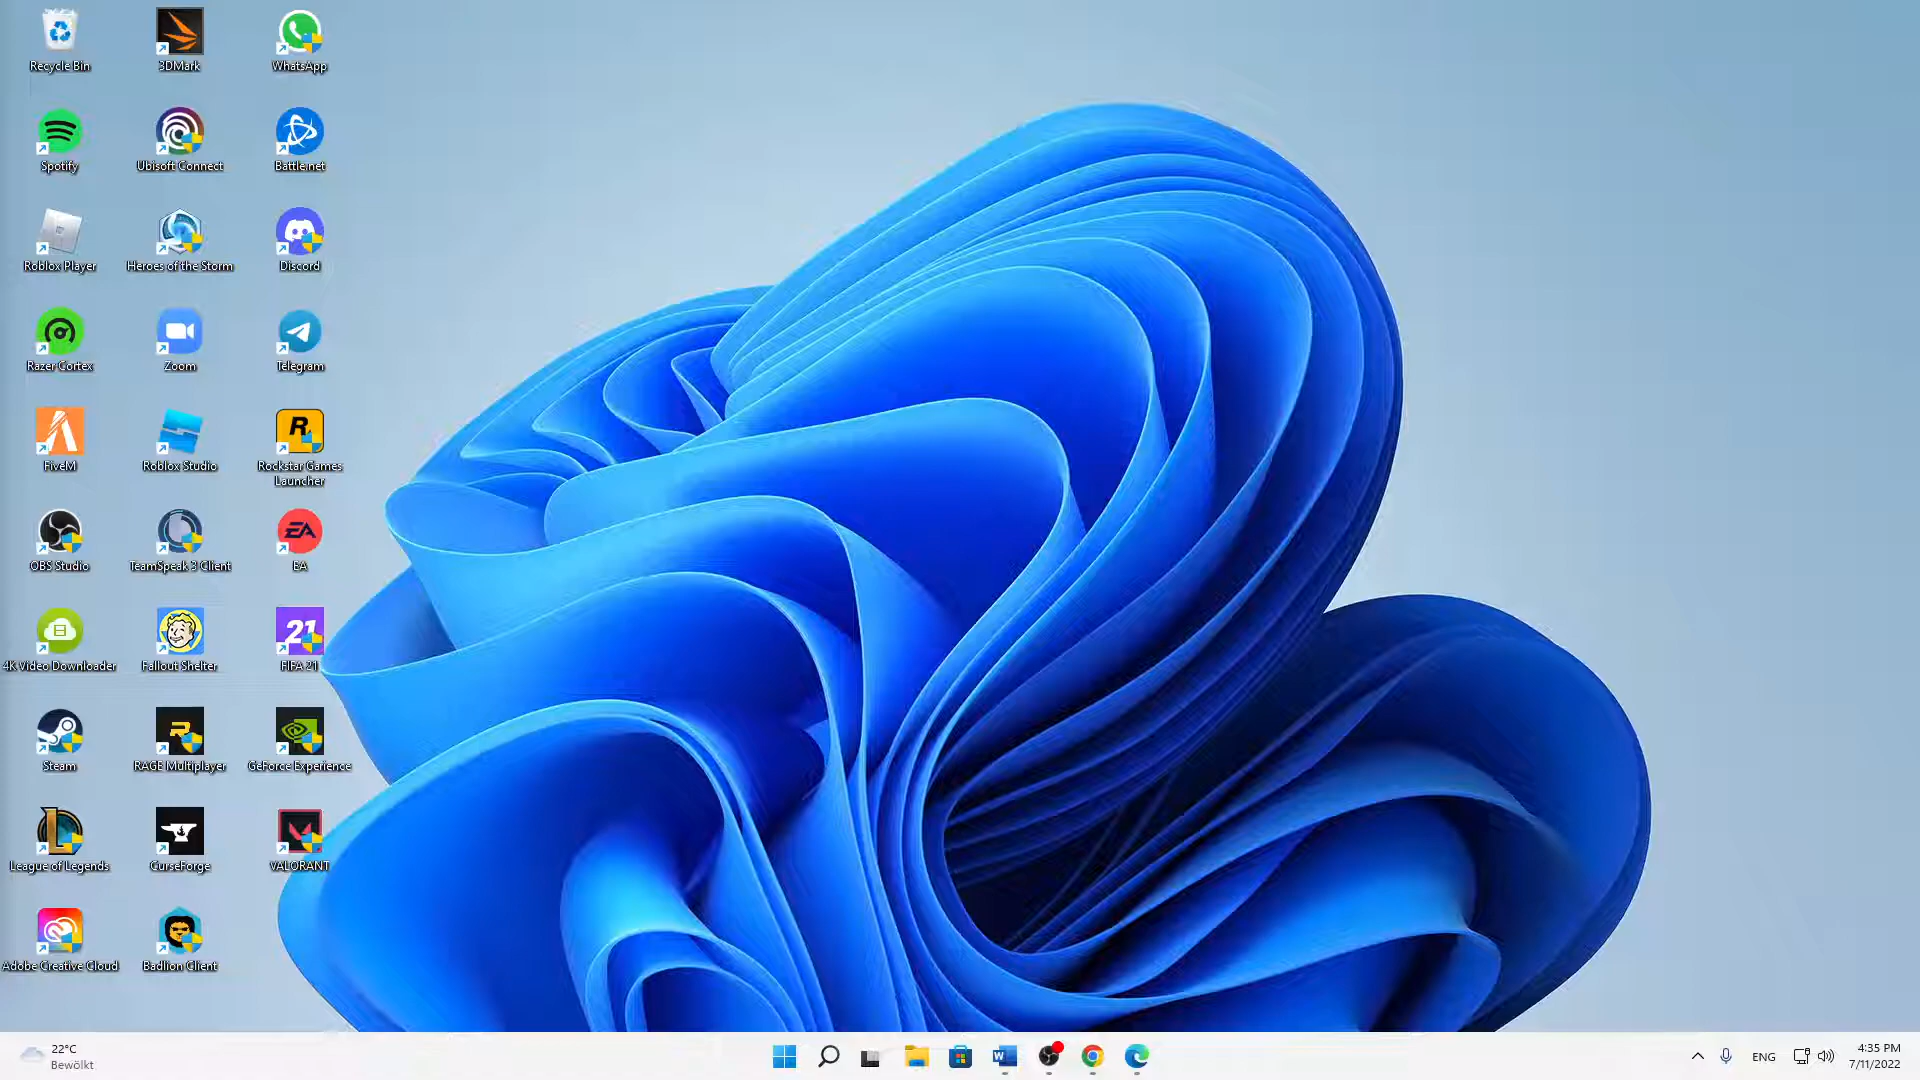 Recycle Bin
3DMark
WhatsApp
Spotify
Ubisoft Connect
Battle.net
Roblox Player
Heroes of the Storm
Discord
Razer Cortex
Zoom
Telegram
FiveM
Roblox Studio
R
Rockstar Games
Launcher
OBS Studio
TeamSpeak 3 Client
EA
EA
4K Video Downloader
Fallout Shelter
21
FIFA 21
Steam
RAGE Multiplayer
GeForce Experience
League of Legends
CurseForge
VALORANT
Adobe Creative Cloud
Badlion Client
22°C
Bewölkt
W
ENG
4:35 PM
7/11/2022